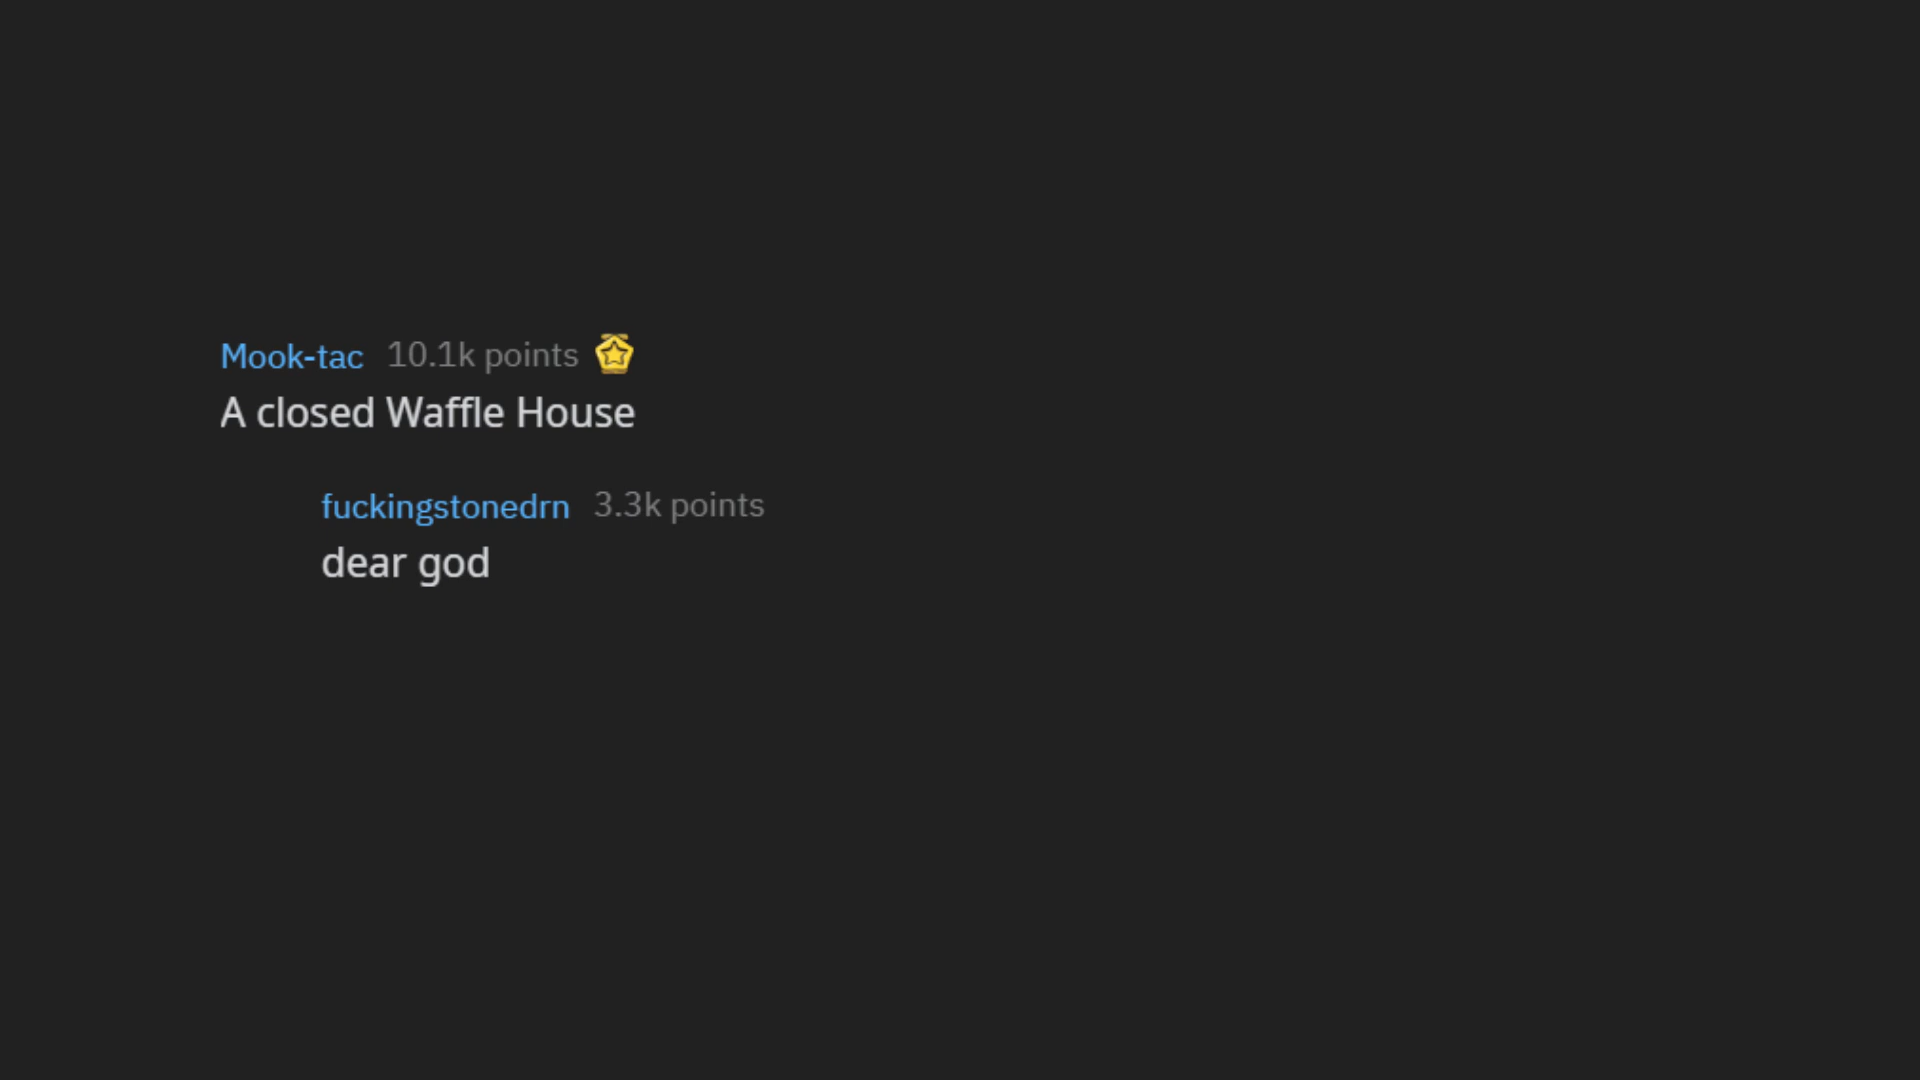 Mook-tac 10.1k points
A closed Waffle House
fuckingstonedrn 3.3k points
dear god